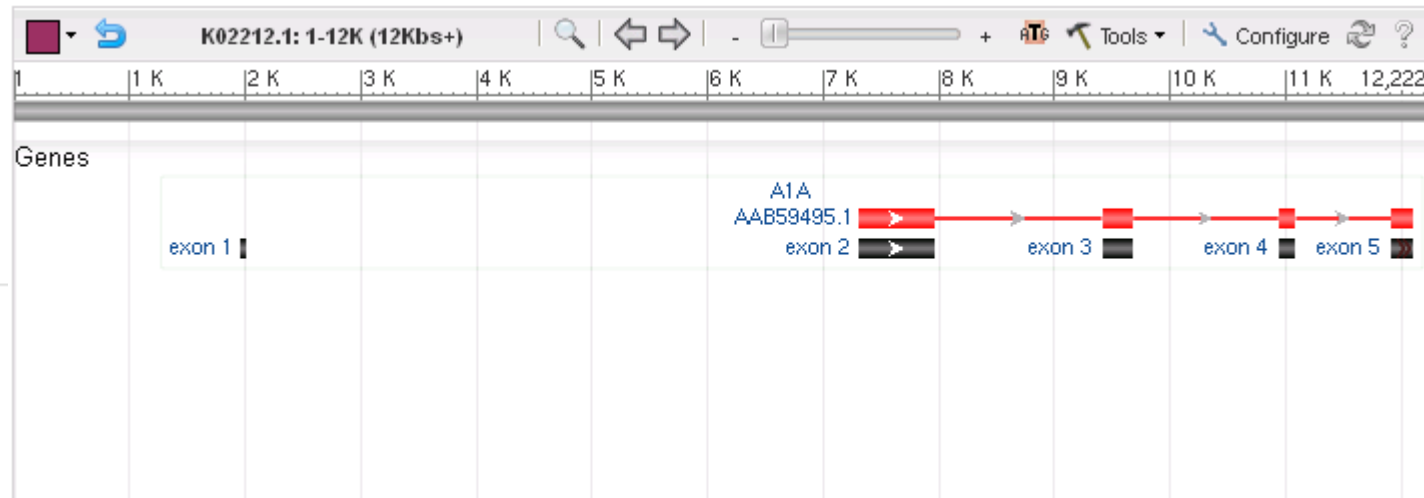 K02212.1: 1-12K (12Kbs+) - + ATG Tools Configure ?
1 1 K 2 K 3 K 4 K 5 K 6 K 7 K 8 K 9 K 10 K 11 K 12,222
Genes
A1A
AAB59495.1
exon 1 exon 2 exon 3 exon 4 exon 5